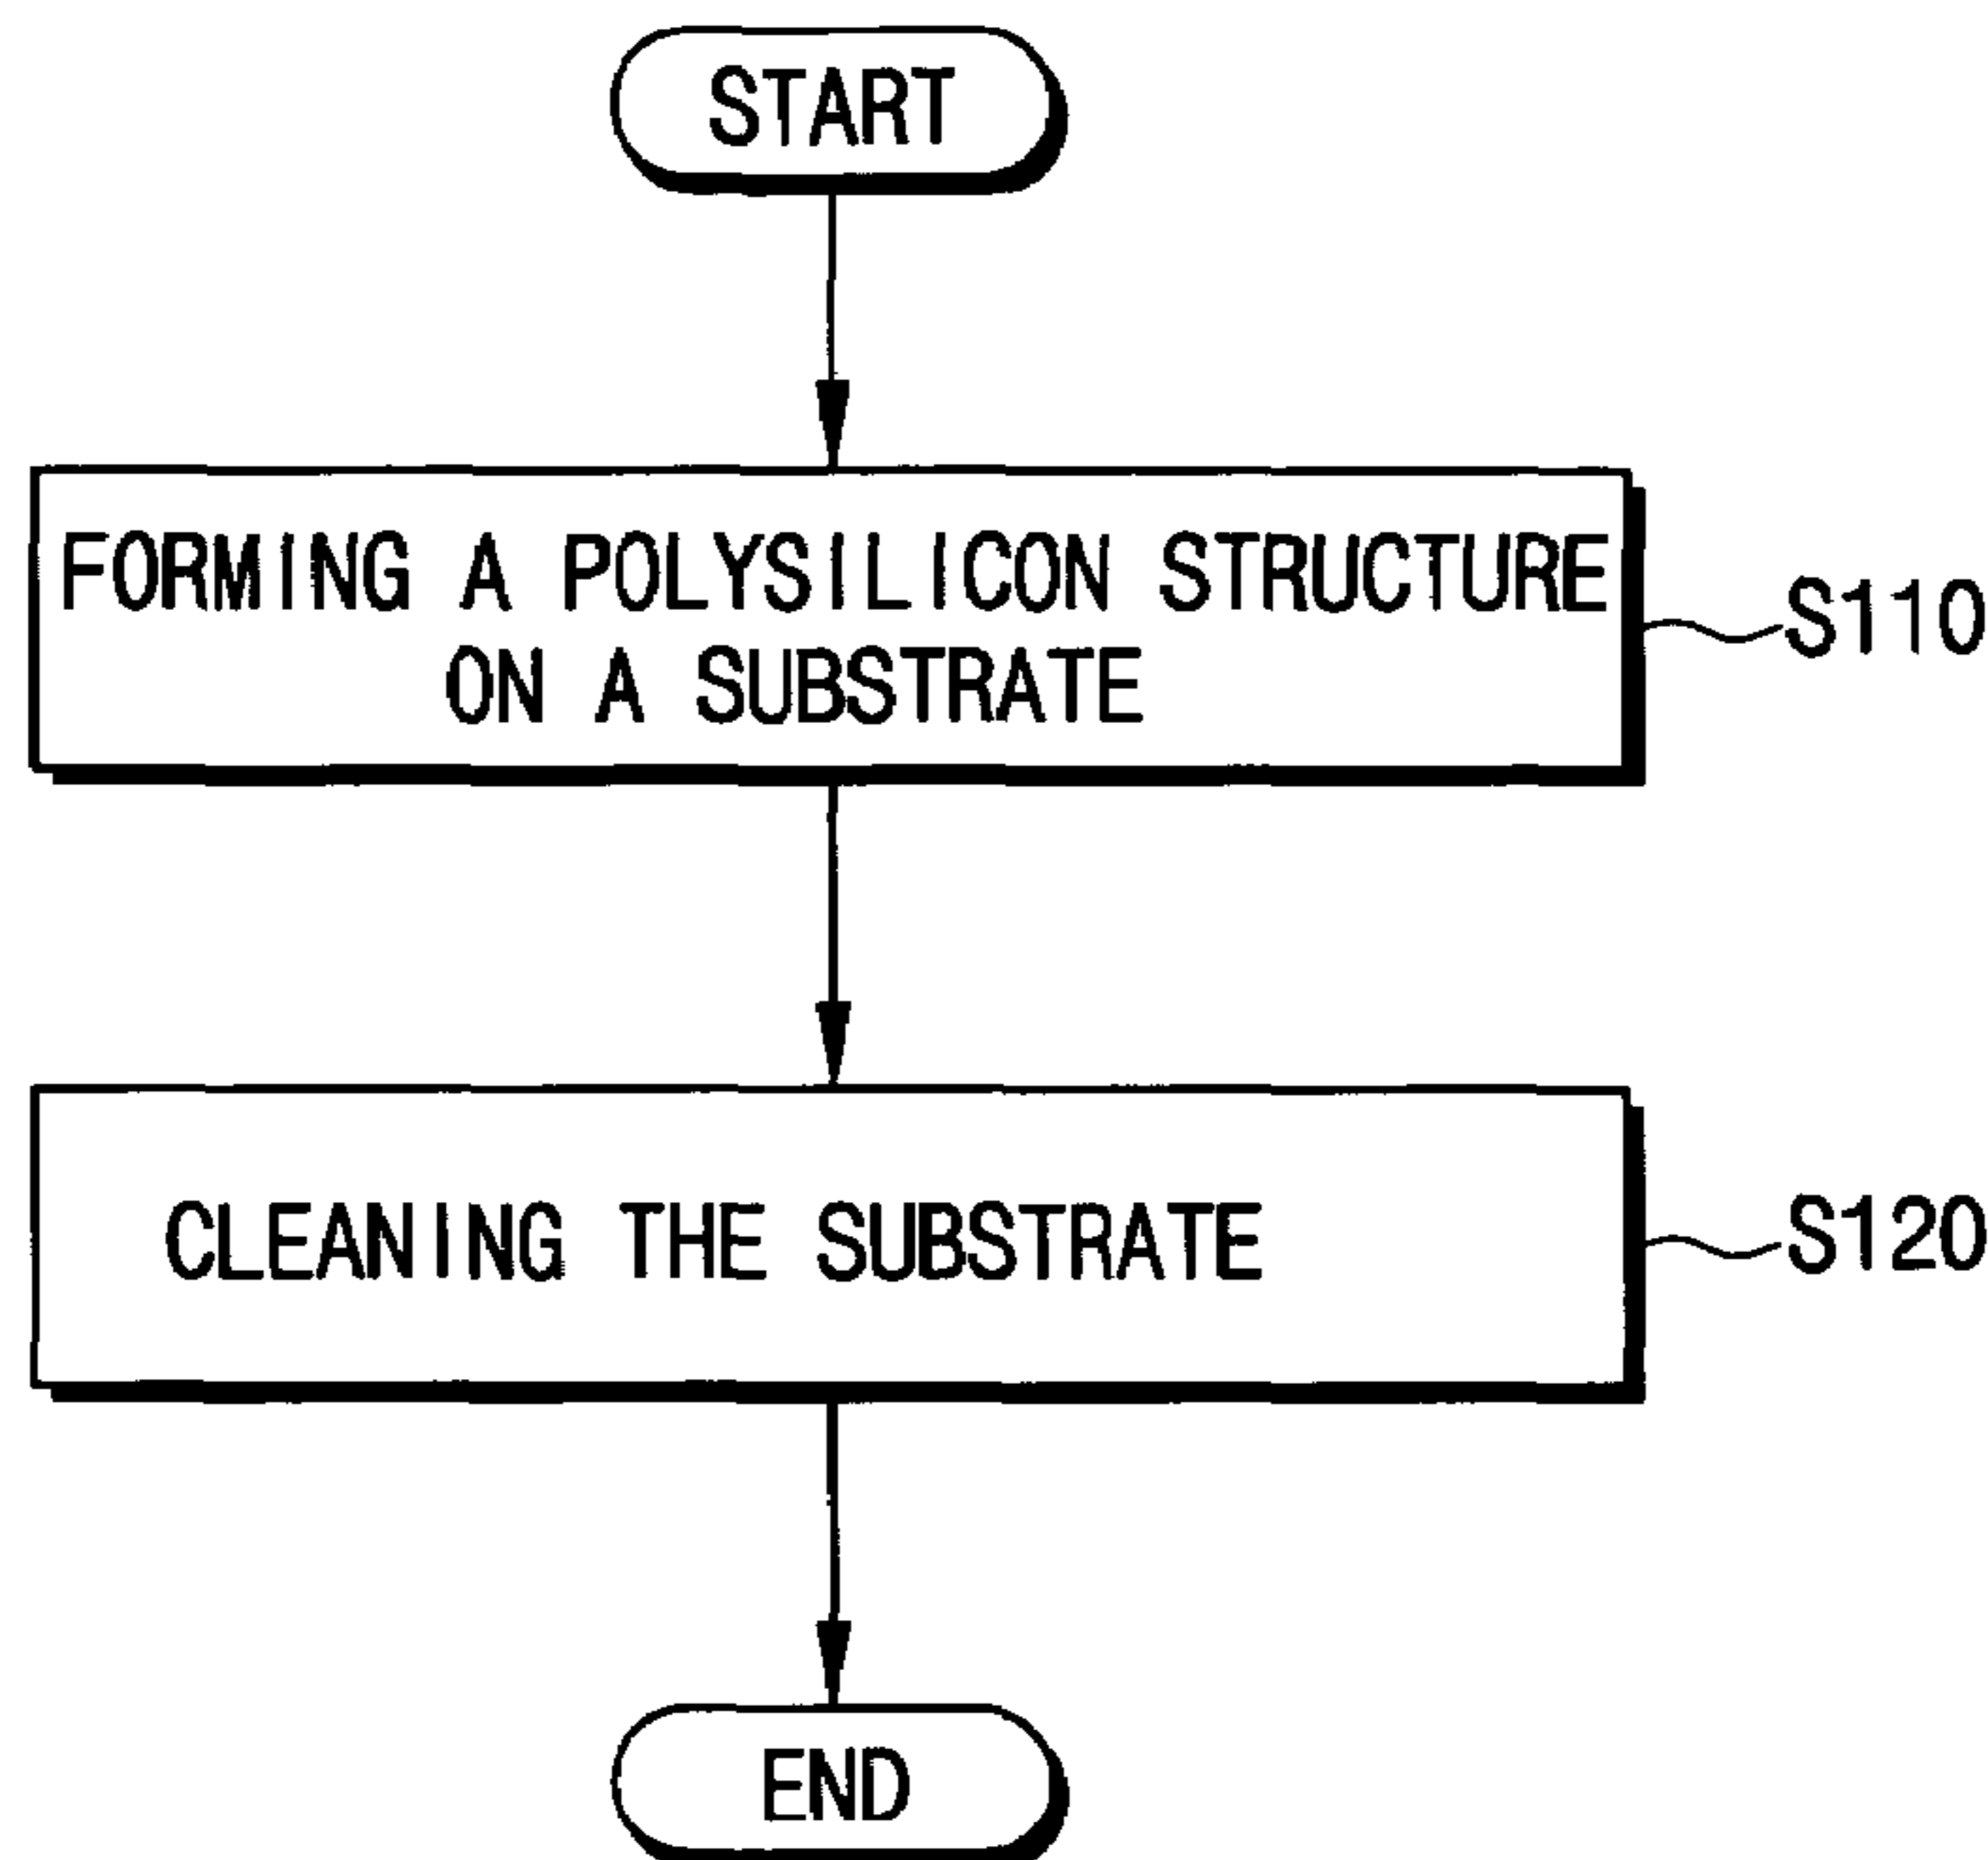 START
FORMING A POLYSILICON STRUCTURE
ON A SUBSTRATE
S110
CLEANING THE SUBSTRATE
S120
END